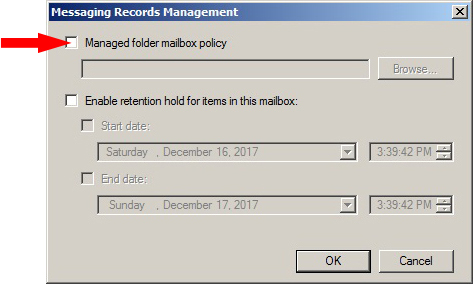 Messaging Records Management
Managed folder mailbox policy
Browse...
Enable retention hold for items in this mailbox:
Start date:
Saturday , December 16, 2017 3:39:42 PM
End date:
Sunday , December 17, 2017 3:39:42 PM
OK Cancel